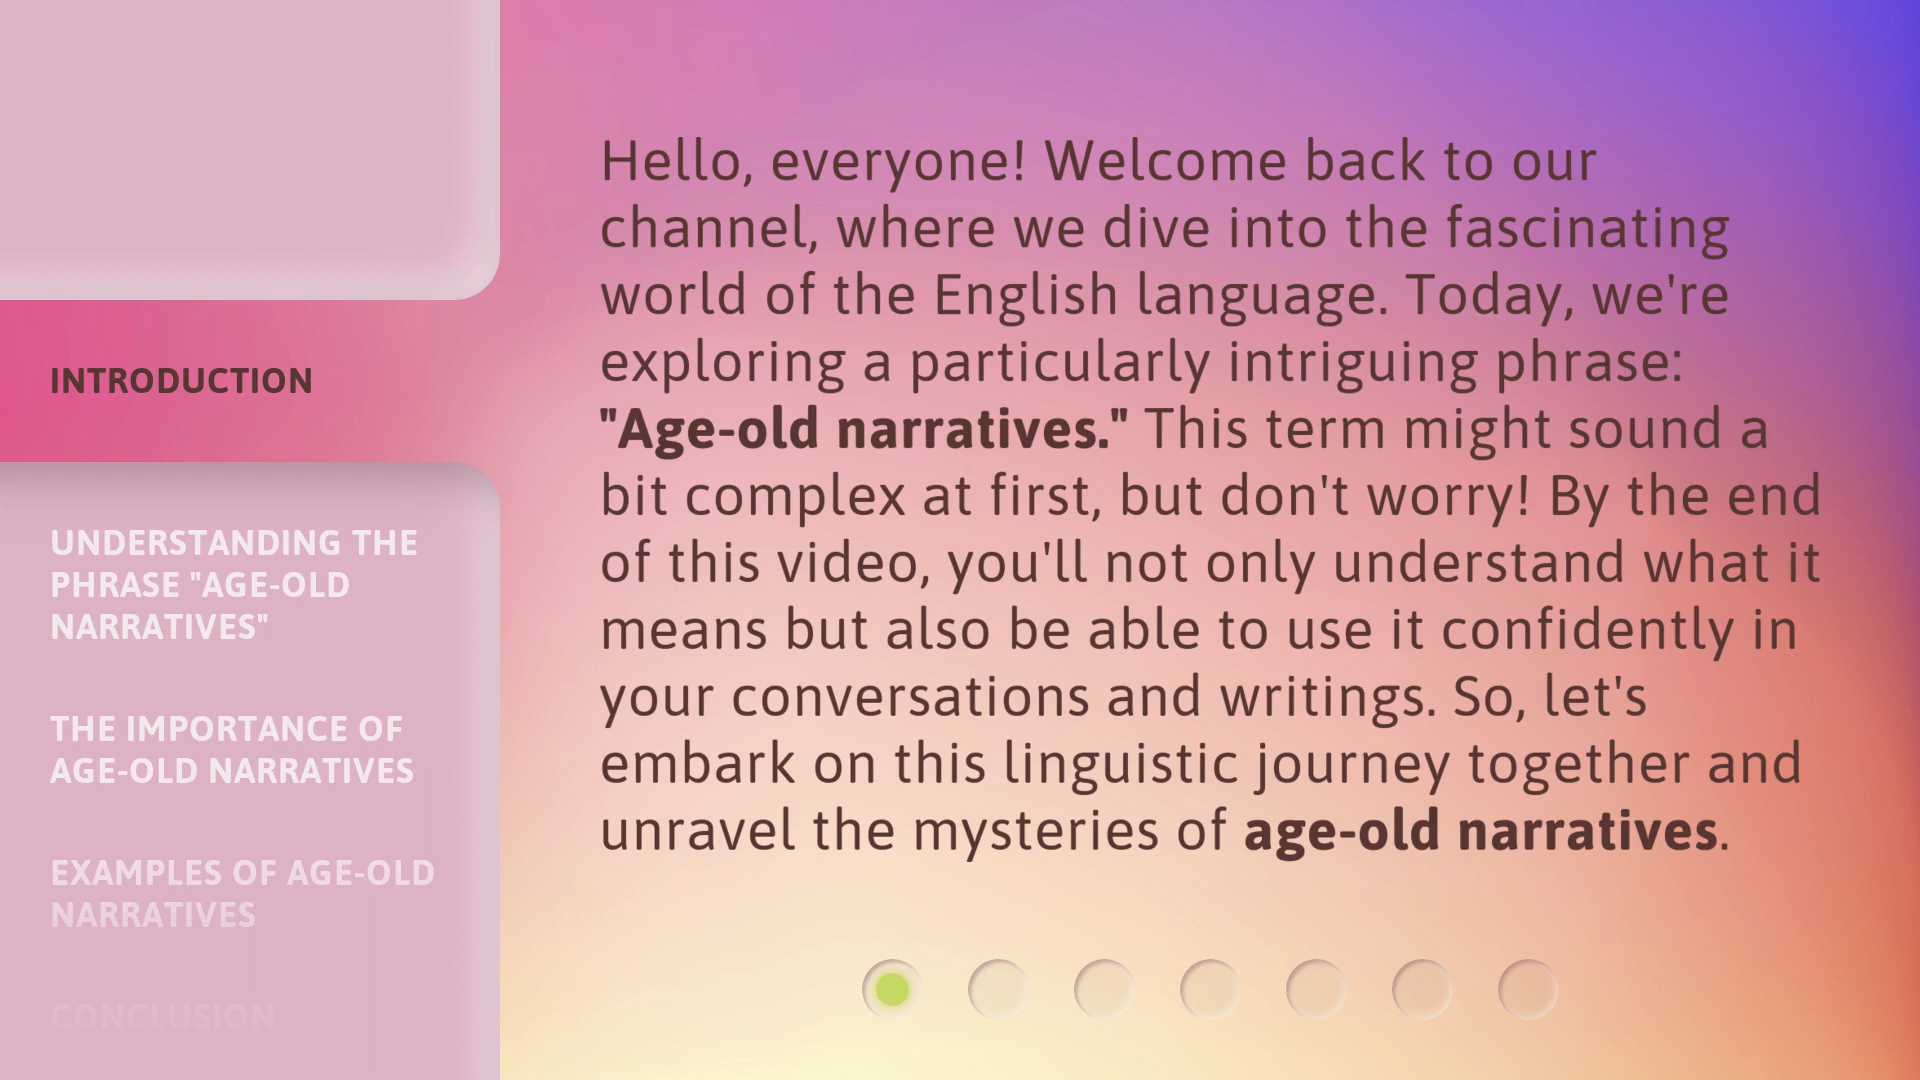 INTRODUCTION
UNDERSTANDING THE
PHRASE "AGE-OLD
NARRATIVES"
THE IMPORTANCE OF
AGE-OLD NARRATIVES
EXAMPLES OF AGE-OLD
NARRATIVES
CONCLUSION
Hello, everyone! Welcome back to our
channel, where we dive into the fascinating
world of the English language. Today, we're
exploring a particularly intriguing phrase:
"Age-old narratives." This term might sound a
bit complex at first, but don't worry! By the end
of this video, you'll not only understand what it
means but also be able to use it confidently in
your conversations and writings. So, let's
embark on this linguistic journey together and
unravel the mysteries of age-old narratives.